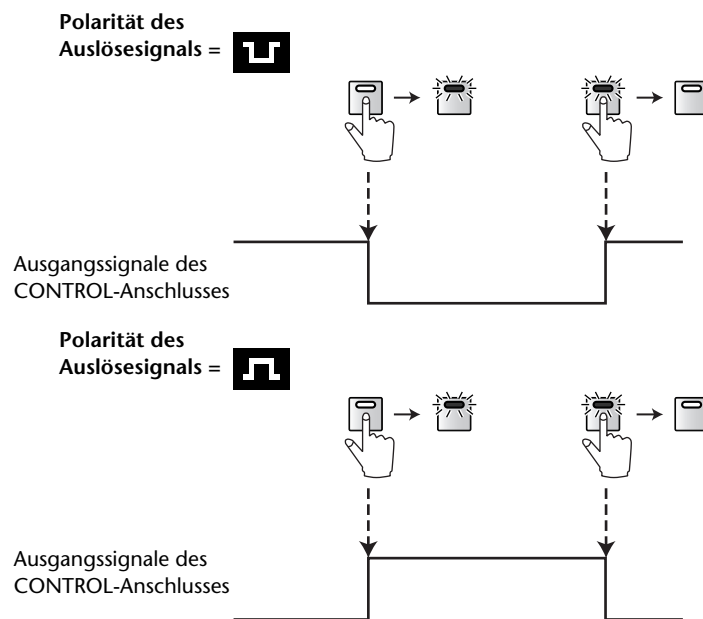 Polarität des
Auslösesignals =
Ausgangssignale des
CONTROL-Anschlusses
Polarität des
Auslösesignals =
Ausgangssignale des
CONTROL-Anschlusses